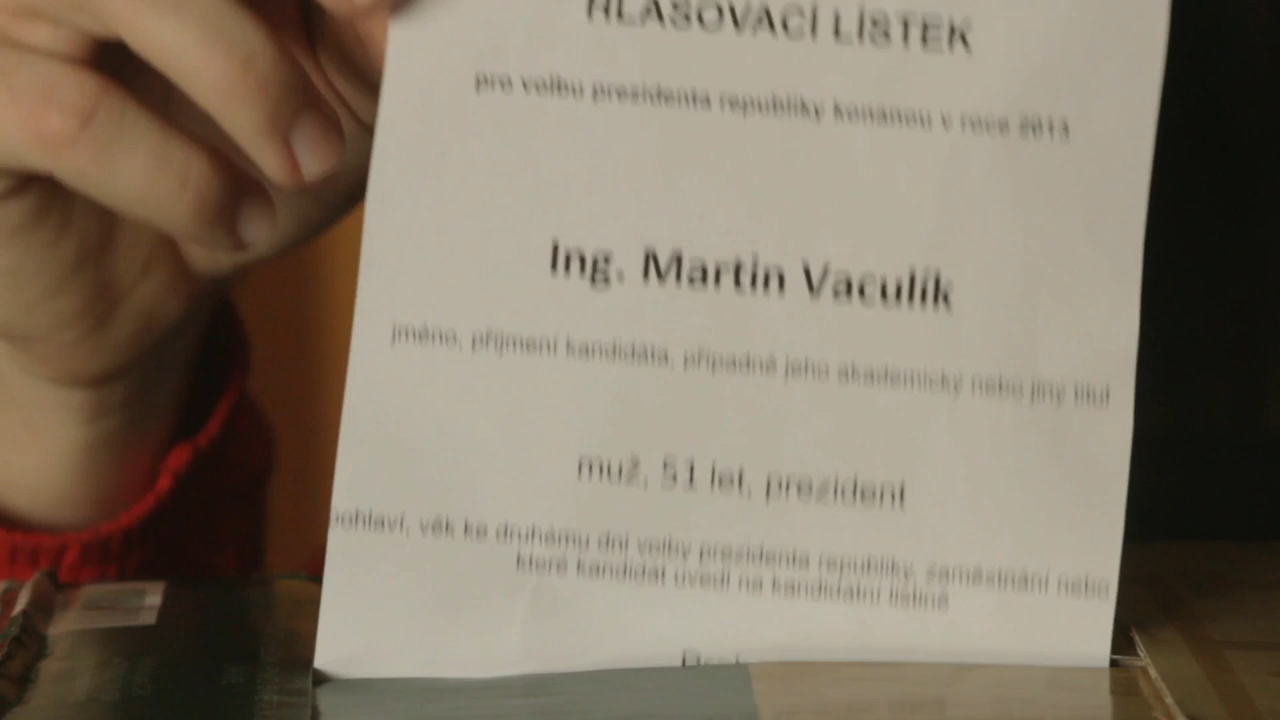 HLASOVACÍ LÍSTEK
pro volbu prezidenta republiky konanou v roce 2013
Ing. Martin Vaculík
jméno, příjmení kandidáta, případně jeho akademický nebo jiný titul
muž, 51 let, prezident
pohlaví, věk ke druhému dni volby prezidenta republiky, zaměstnání nebo
které kandidát uvedl na kandidátní listině